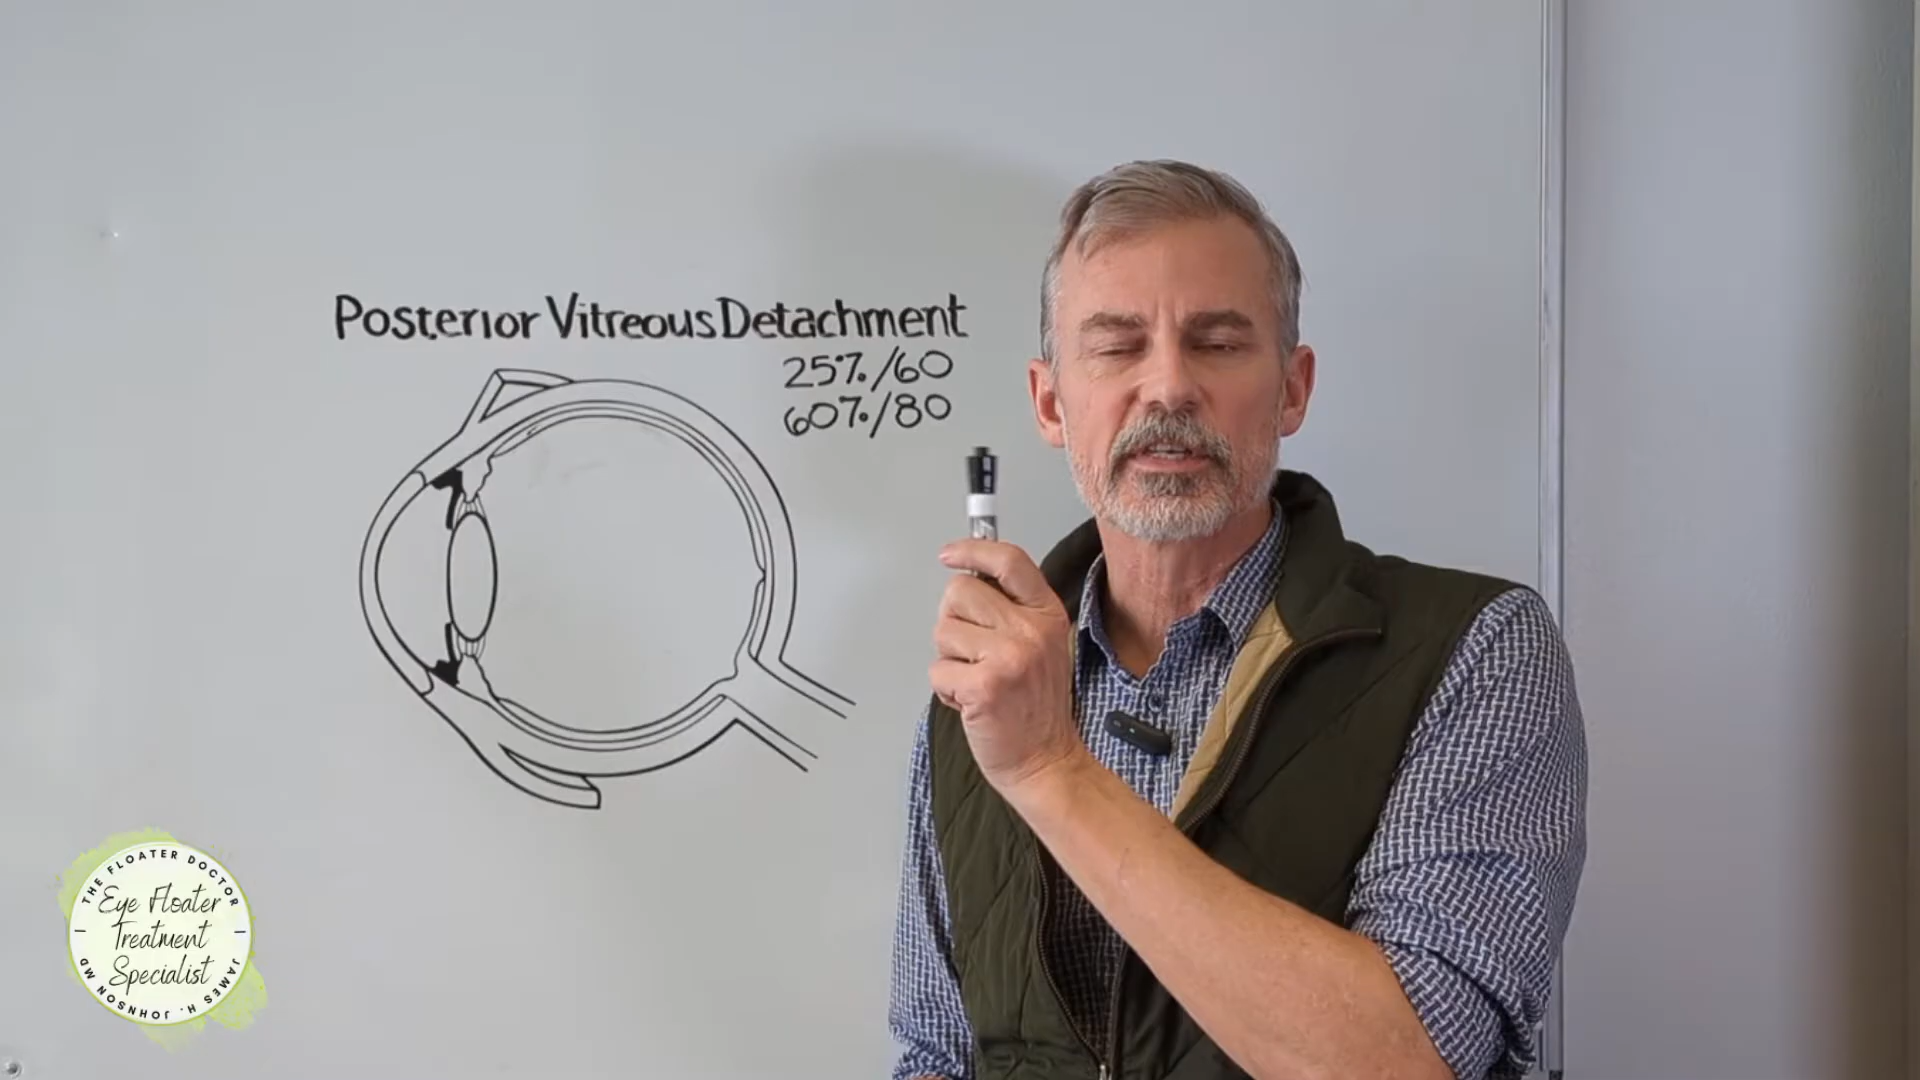 Posterior Vitreous Detachment
25%/60
60%/80
THE FLOATER DOCTOR
Eye Floater
Treatment
Specialist
JAMES H. JOHNSON MD